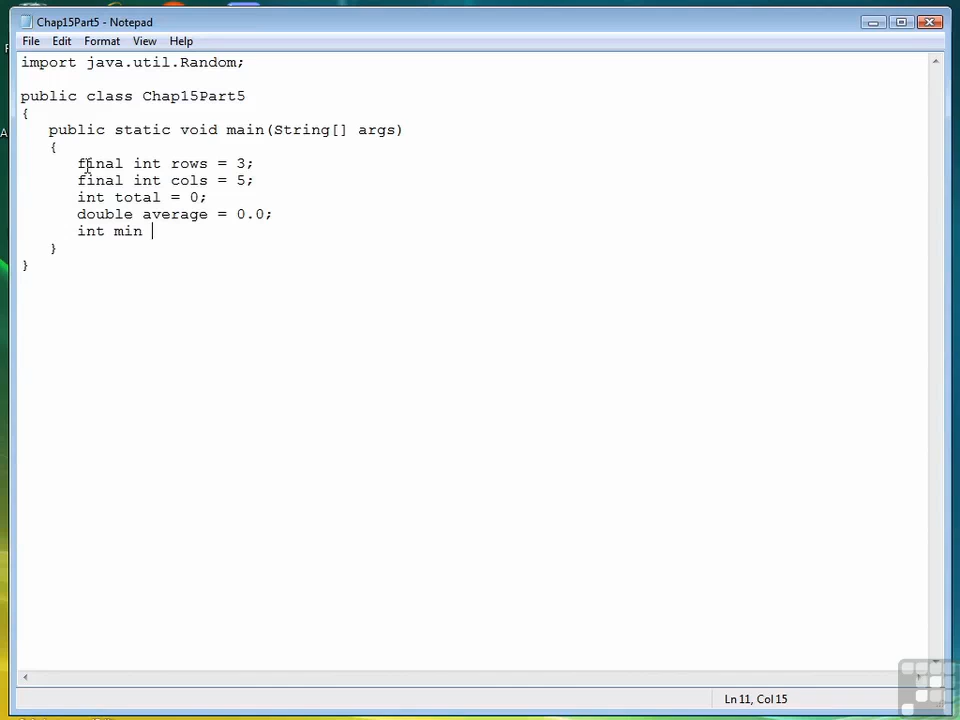 Chap15Part5 - Notepad
File Edit Format View Help
import java.util.Random;
public class Chap15Part5
{
public static void main(String[] args)
{
final int rows = 3;
final int cols = 5;
int total = 0;
double average = 0.0;
int min
}
}
Ln 11, Col 15